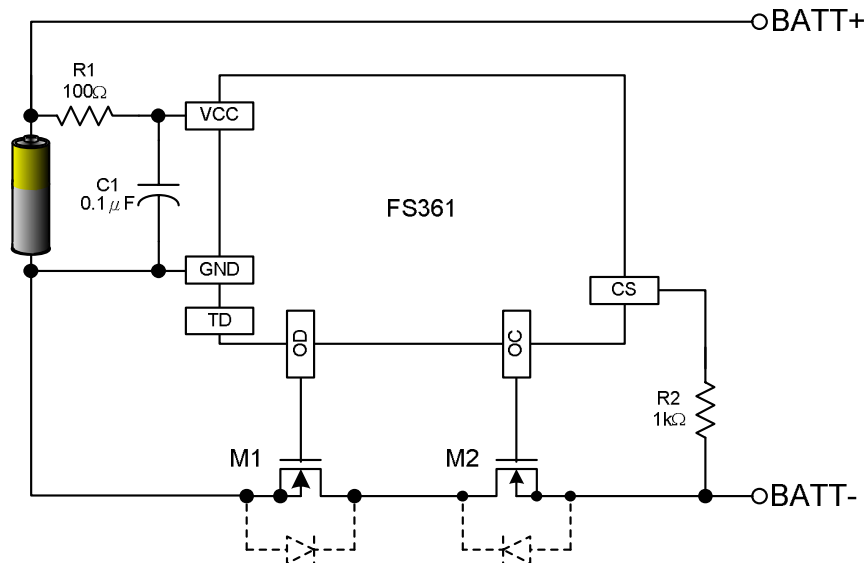 BATT+
R1
100Ω
VCC
C1
0.1μF
FS361
GND
CS
TD
OD
OC
R2
1kΩ
M1
M2
BATT-